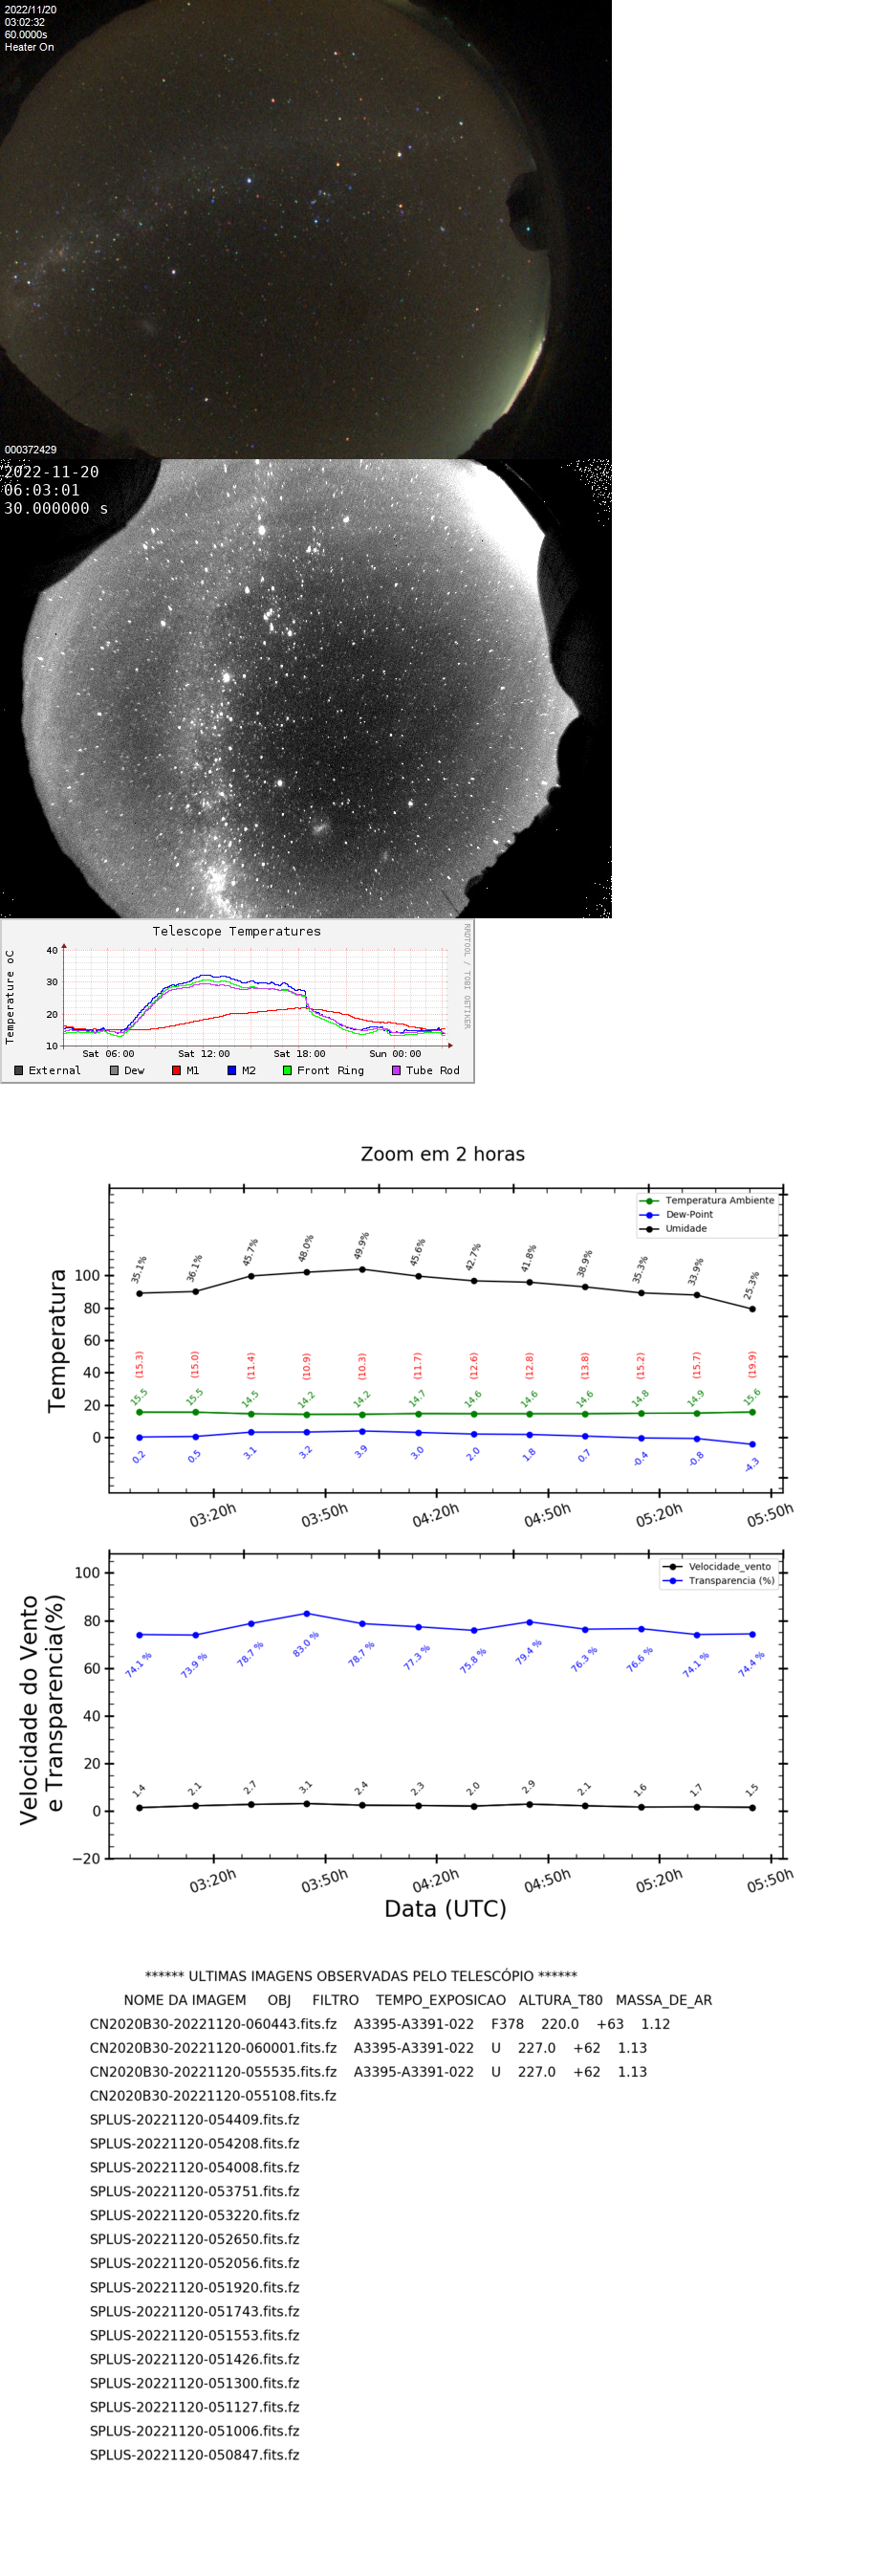 2022/11/20
03:02:32
60.0000s
Heater On
000372429
2022-11-20
06:03:01
30.000000 s
Telescope Temperatures
Temperature oC
40
30
20
10
Sat 06:00 Sat 12:00 Sat 18:00 Sun 00:00
External Dew M1 M2 Front Ring Tube Rod
RRDTOOL / TOBI OETIKER
Zoom em 2 horas
Temperatura
Temperatura Ambiente
Dew-Point
Umidade
100
80
60
40
20
0
35.1% 36.1% 45.7% 48.0% 49.9% 45.6% 42.7% 41.8% 38.9% 35.3% 33.9% 25.3%
(15.3) (15.0) (11.4) (10.9) (10.3) (11.7) (12.6) (12.8) (13.8) (15.2) (15.7) (19.9)
15.5 15.5 14.5 14.2 14.2 14.7 14.6 14.6 14.6 14.8 14.9 15.6
0.2 0.5 3.1 3.2 3.9 3.0 2.0 1.8 0.7 -0.4 -0.8 -4.3
03:20h 03:50h 04:20h 04:50h 05:20h 05:50h
Velocidade do Vento
e Transparencia(%)
Velocidade_vento
Transparencia (%)
100
80
60
40
20
0
−20
74.1 % 73.9 % 78.7 % 83.0 % 78.7 % 77.3 % 75.8 % 79.4 % 76.3 % 76.6 % 74.1 % 74.4 %
1.4 2.1 2.7 3.1 2.4 2.3 2.0 2.9 2.1 1.6 1.7 1.5
03:20h 03:50h 04:20h 04:50h 05:20h 05:50h
Data (UTC)
****** ULTIMAS IMAGENS OBSERVADAS PELO TELESCÓPIO ******
NOME DA IMAGEM OBJ FILTRO TEMPO_EXPOSICAO ALTURA_T80 MASSA_DE_AR
CN2020B30-20221120-060443.fits.fz A3395-A3391-022 F378 220.0 +63 1.12
CN2020B30-20221120-060001.fits.fz A3395-A3391-022 U 227.0 +62 1.13
CN2020B30-20221120-055535.fits.fz A3395-A3391-022 U 227.0 +62 1.13
CN2020B30-20221120-055108.fits.fz
SPLUS-20221120-054409.fits.fz
SPLUS-20221120-054208.fits.fz
SPLUS-20221120-054008.fits.fz
SPLUS-20221120-053751.fits.fz
SPLUS-20221120-053220.fits.fz
SPLUS-20221120-052650.fits.fz
SPLUS-20221120-052056.fits.fz
SPLUS-20221120-051920.fits.fz
SPLUS-20221120-051743.fits.fz
SPLUS-20221120-051553.fits.fz
SPLUS-20221120-051426.fits.fz
SPLUS-20221120-051300.fits.fz
SPLUS-20221120-051127.fits.fz
SPLUS-20221120-051006.fits.fz
SPLUS-20221120-050847.fits.fz